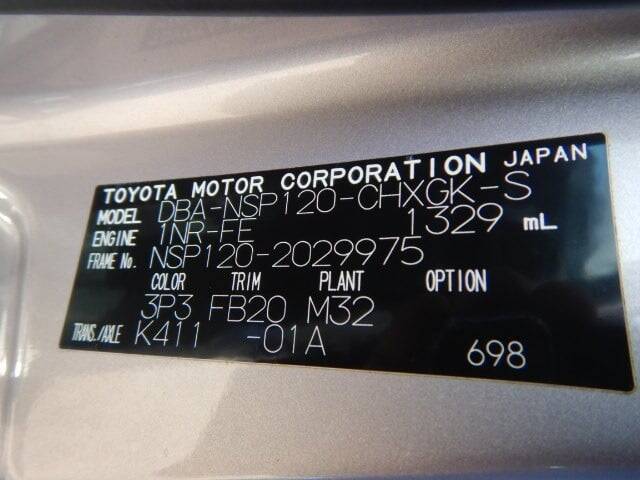 TOYOTA MOTOR CORPORATION JAPAN
MODEL DBA-NSP120-CHXGK-S
ENGINE 1NR-FE 1329 mL
FRAME No. NSP120-2029975
COLOR TRIM PLANT OPTION
3P3 FB20 M32
TRANS./AXLE K411 -01A
698